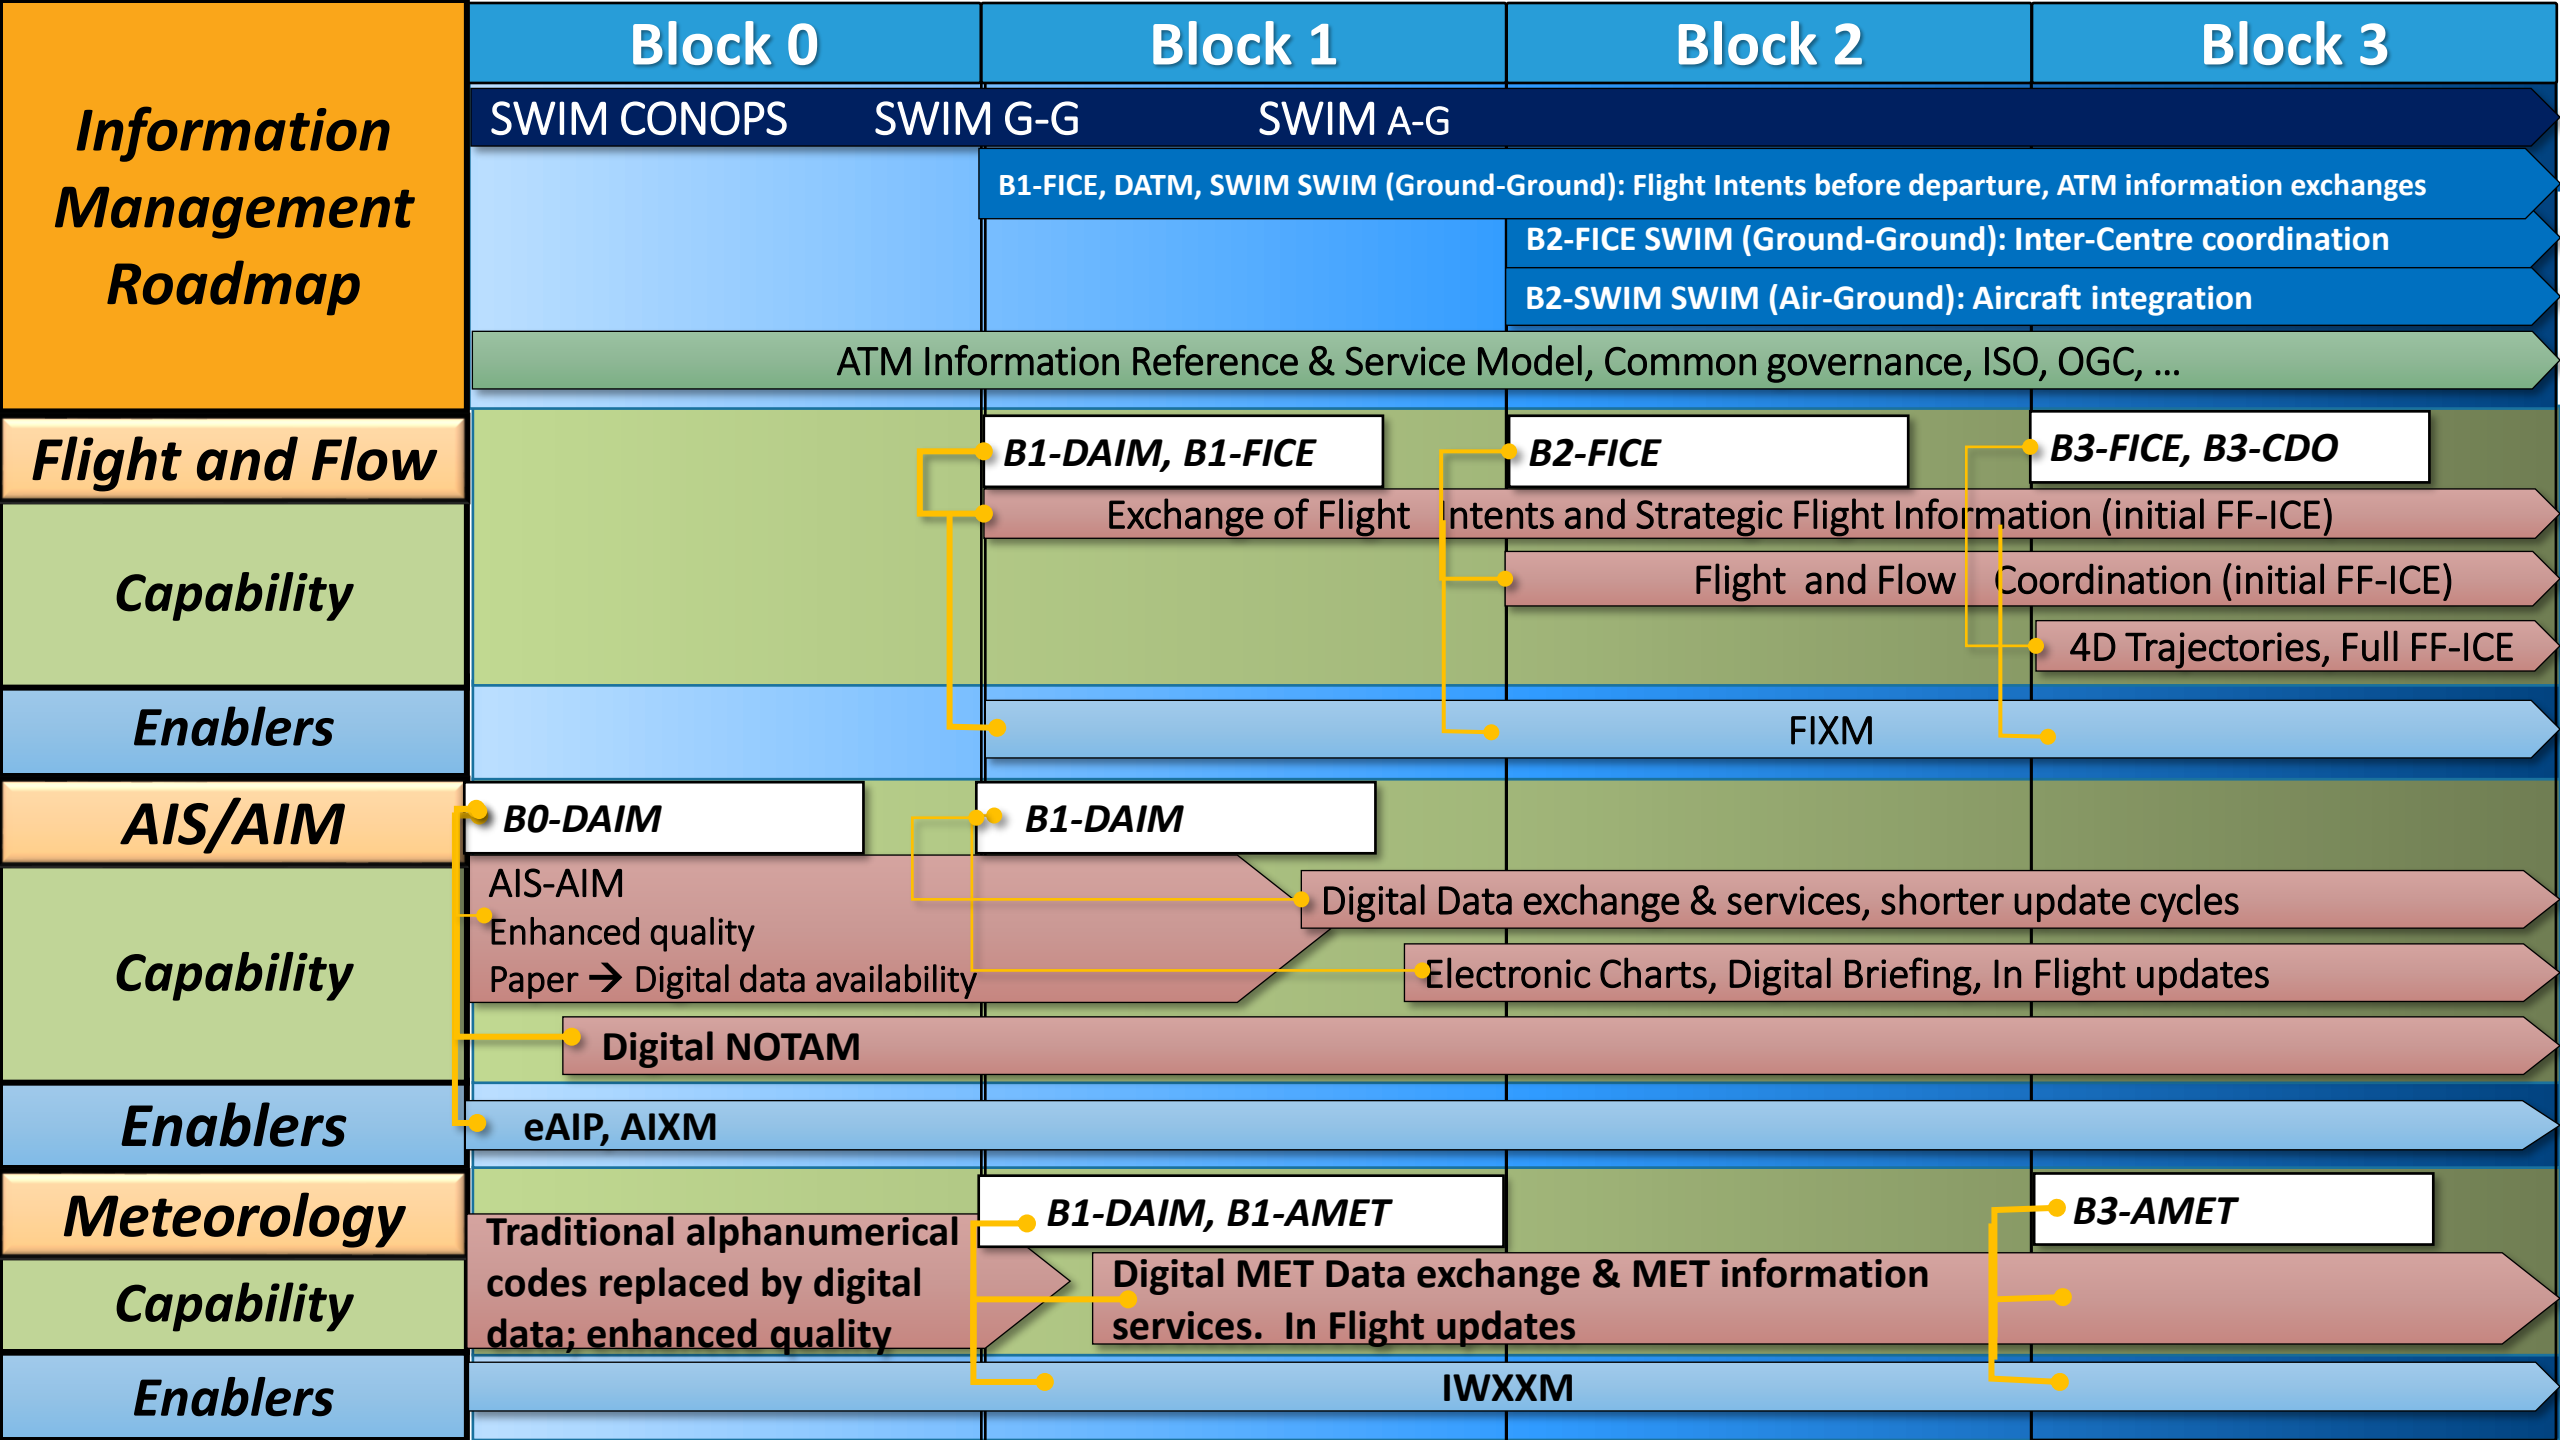 Block 0
Block 1
Block 2
Block 3
Information
Management
Roadmap
SWIM CONOPS
SWIM G-G
SWIM A-G
B1-FICE, DATM, SWIM SWIM (Ground-Ground): Flight Intents before departure, ATM information exchanges
B2-FICE SWIM (Ground-Ground): Inter-Centre coordination
B2-SWIM SWIM (Air-Ground): Aircraft integration
ATM Information Reference & Service Model, Common governance, ISO, OGC, ...
Flight and Flow
B1-DAIM, B1-FICE
B2-FICE
B3-FICE, B3-CDO
Capability
Exchange of Flight Intents and Strategic Flight Information (initial FF-ICE)
Flight and Flow Coordination (initial FF-ICE)
4D Trajectories, Full FF-ICE
Enablers
FIXM
AIS/AIM
B0-DAIM
B1-DAIM
Capability
AIS-AIM
Enhanced quality
Paper → Digital data availability
Digital Data exchange & services, shorter update cycles
Electronic Charts, Digital Briefing, In Flight updates
Digital NOTAM
Enablers
eAIP, AIXM
Meteorology
B1-DAIM, B1-AMET
B3-AMET
Capability
Traditional alphanumerical
codes replaced by digital
data; enhanced quality
Digital MET Data exchange & MET information
services. In Flight updates
Enablers
IWXXM